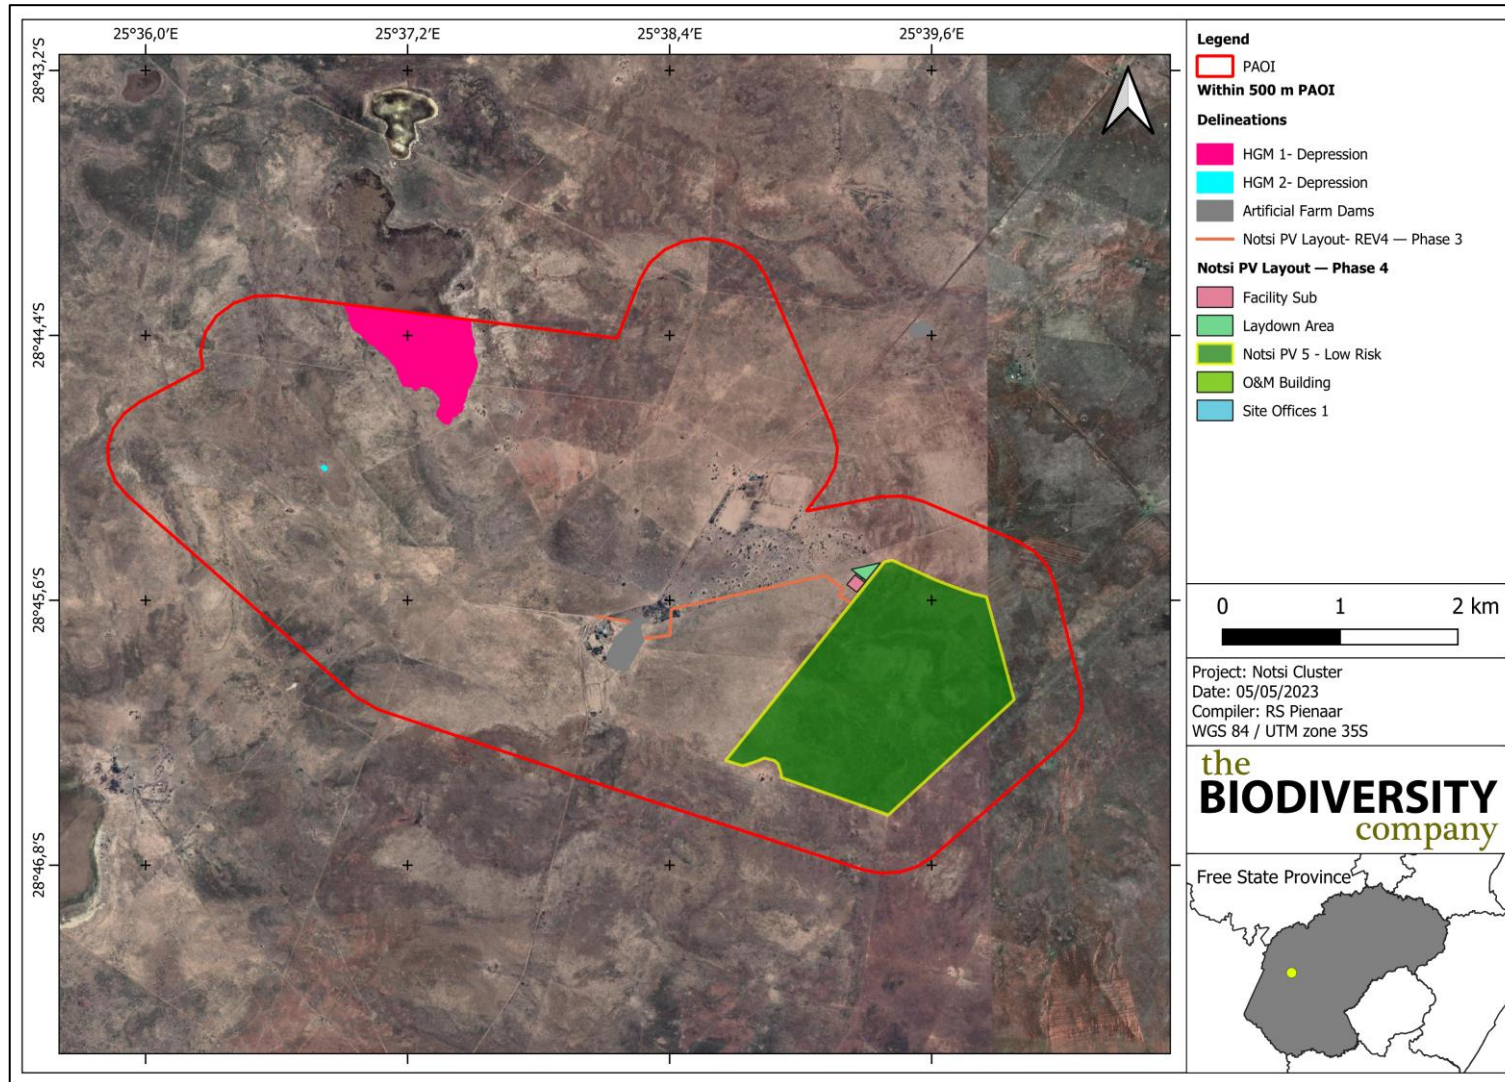 25°36,0′E 25°37,2′E 25°38,4′E 25°39,6′E
28°43,2′S
28°44,4′S
28°45,6′S
28°46,8′S
Legend
PAOI
Within 500 m PAOI
Delineations
HGM 1- Depression
HGM 2- Depression
Artificial Farm Dams
Notsi PV Layout- REV4 — Phase 3
Notsi PV Layout — Phase 4
Facility Sub
Laydown Area
Notsi PV 5 - Low Risk
O&M Building
Site Offices 1
0 1 2 km
Project: Notsi Cluster
Date: 05/05/2023
Compiler: RS Pienaar
WGS 84 / UTM zone 35S
the
BIODIVERSITY
company
Free State Province